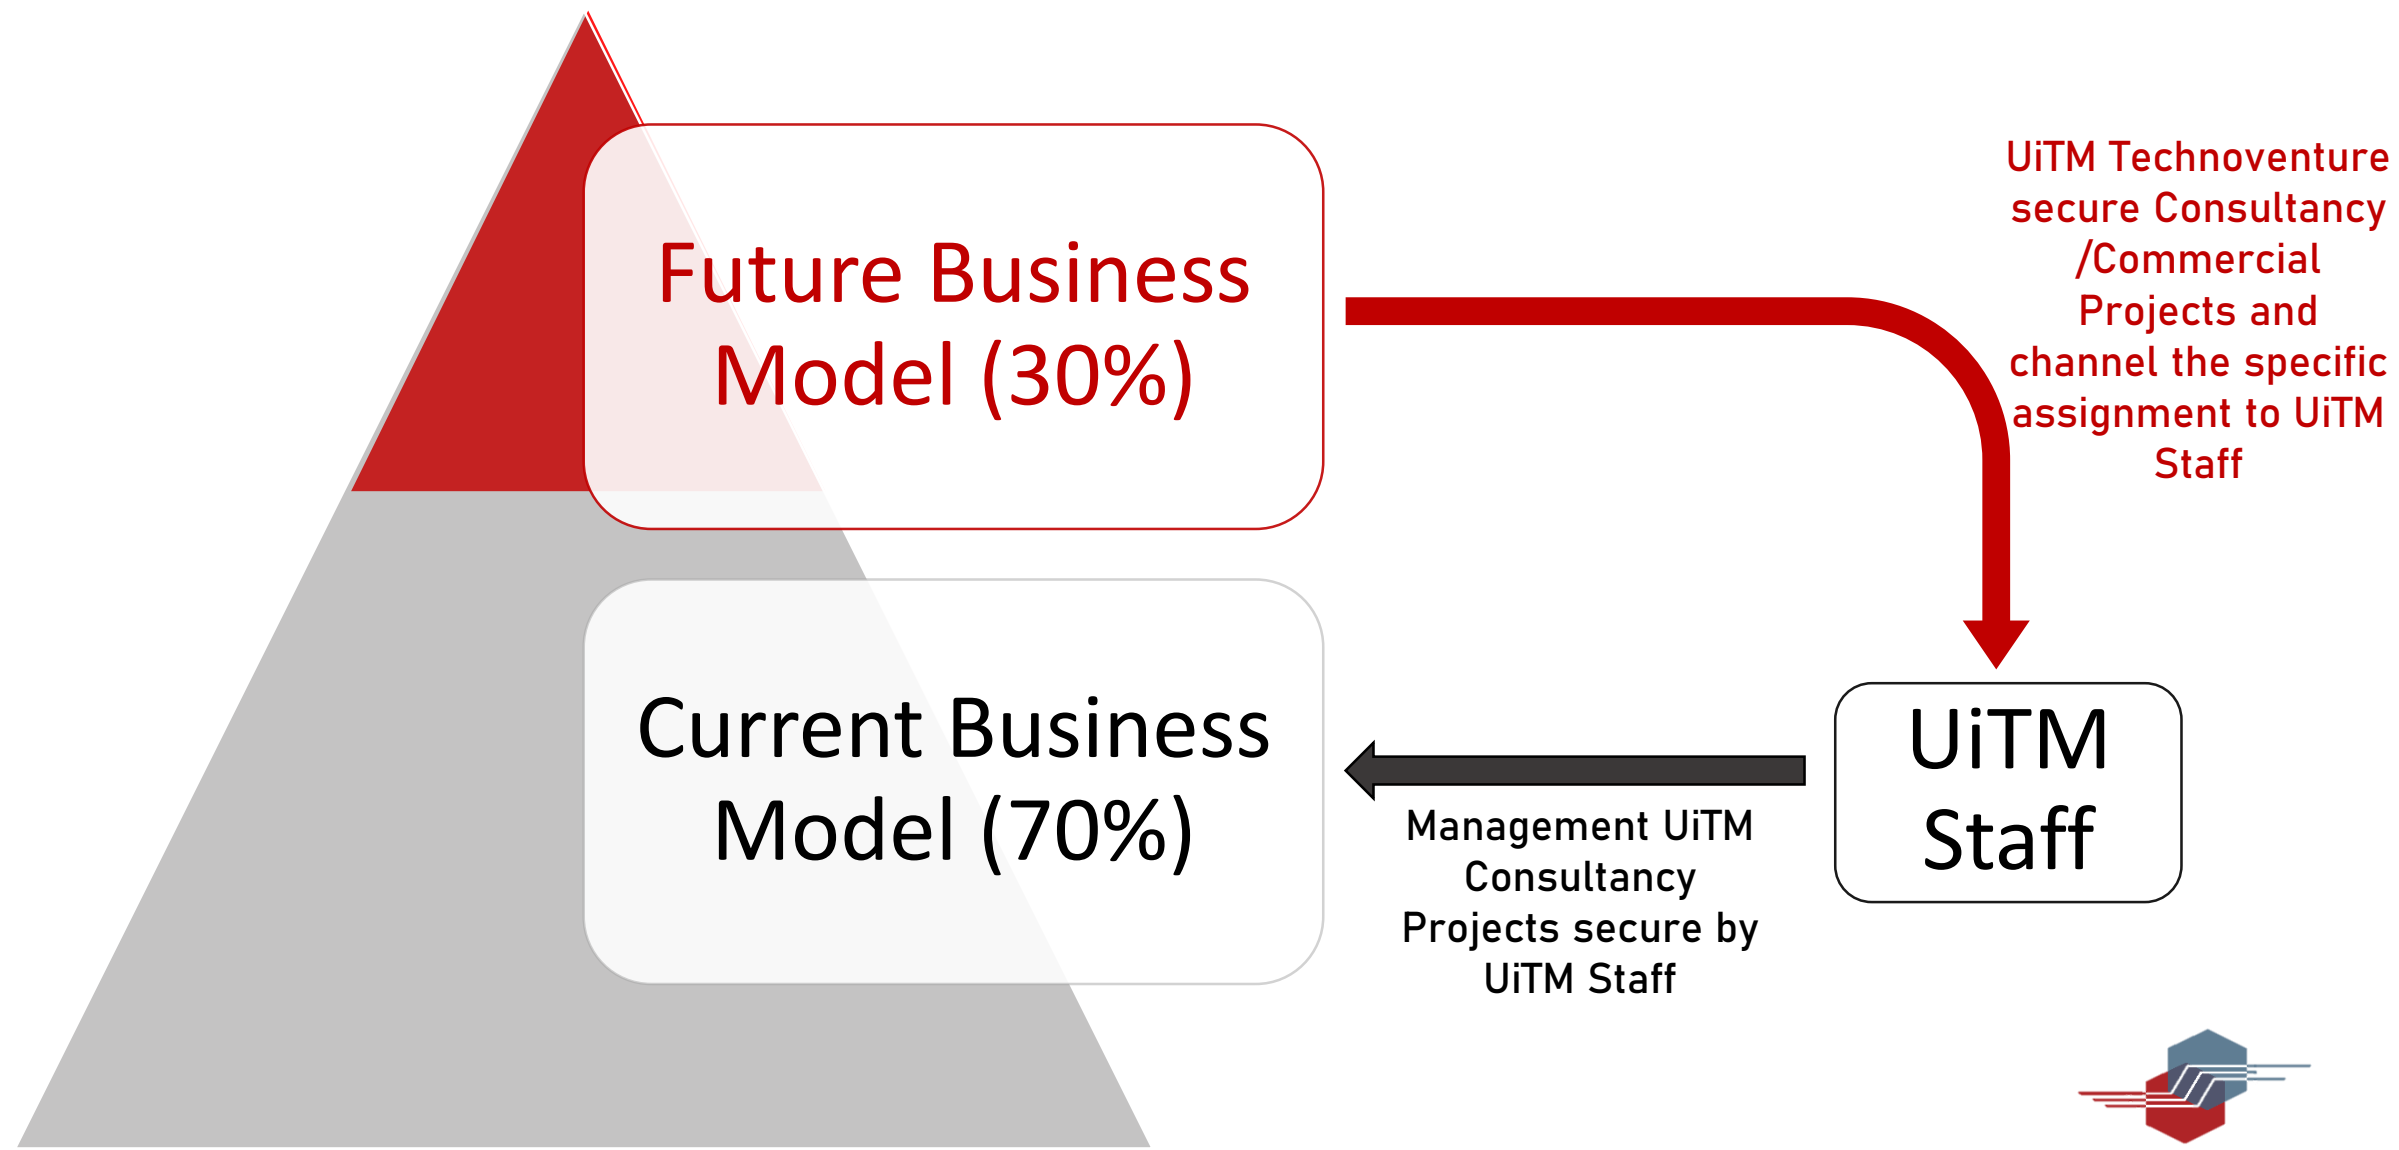 Future Business
Model (30%)
UiTM Technoventure
secure Consultancy
/Commercial
Projects and
channel the specific
assignment to UiTM
Staff
Current Business
Model (70%)
Management UiTM
Consultancy
Projects secure by
UiTM Staff
UiTM
Staff